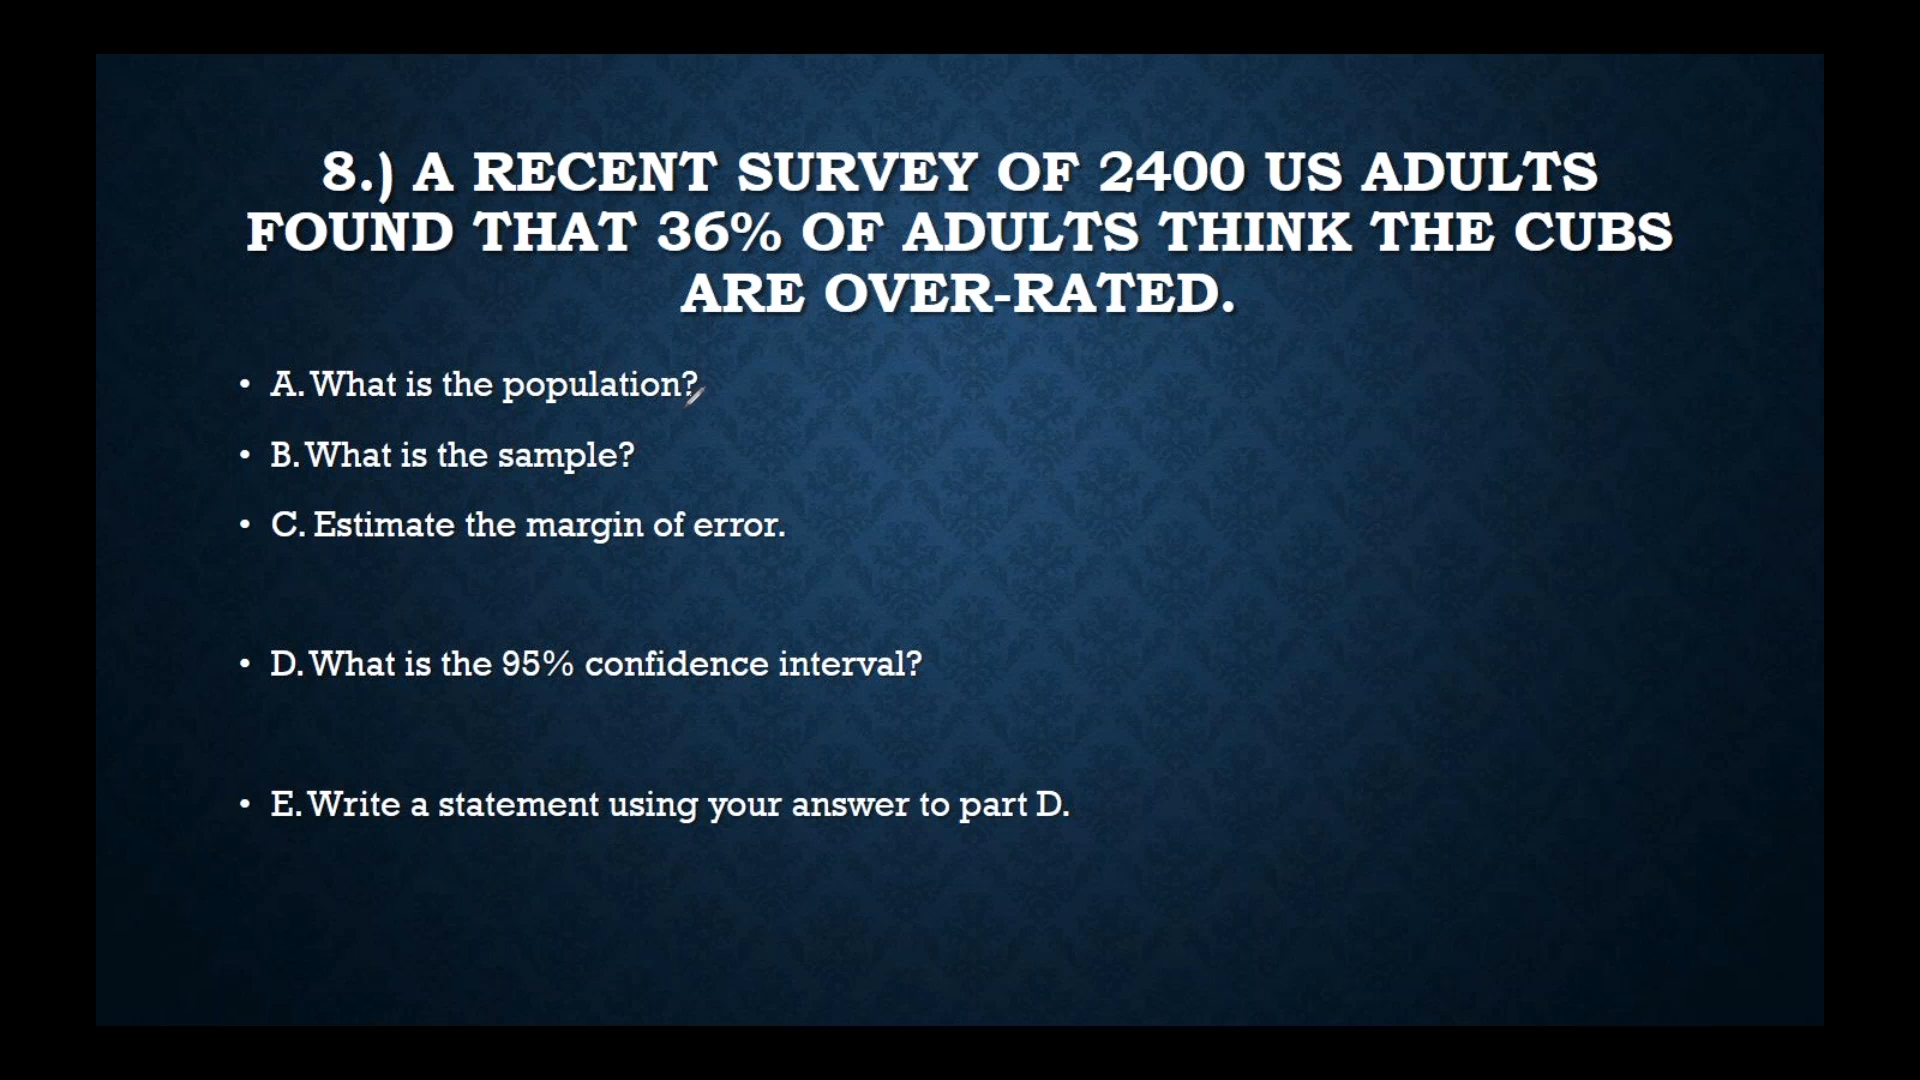 8.) A RECENT SURVEY OF 2400 US ADULTS
FOUND THAT 36% OF ADULTS THINK THE CUBS
ARE OVER-RATED.
• A. What is the population?
• B. What is the sample?
• C. Estimate the margin of error.
• D. What is the 95% confidence interval?
• E. Write a statement using your answer to part D.